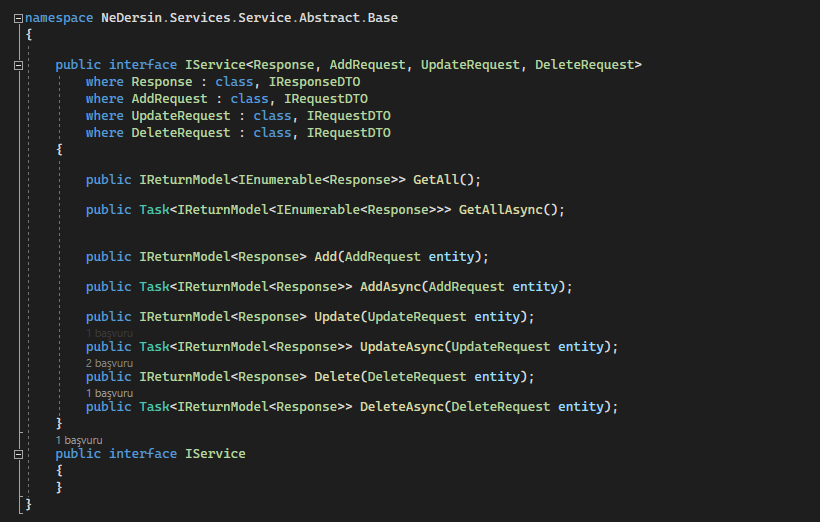 namespace NeDersin.Services.Service.Abstract.Base
{
public interface IService<Response, AddRequest, UpdateRequest, DeleteRequest>
where Response : class, IResponseDTO
where AddRequest : class, IRequestDTO
where UpdateRequest : class, IRequestDTO
where DeleteRequest : class, IRequestDTO
{
public IReturnModel<IEnumerable<Response>> GetAll();
public Task<IReturnModel<IEnumerable<Response>>> GetAllAsync();
public IReturnModel<Response> Add(AddRequest entity);
public Task<IReturnModel<Response>> AddAsync(AddRequest entity);
public IReturnModel<Response> Update(UpdateRequest entity);
1 başvuru
public Task<IReturnModel<Response>> UpdateAsync(UpdateRequest entity);
2 başvuru
public IReturnModel<Response> Delete(DeleteRequest entity);
1 başvuru
public Task<IReturnModel<Response>> DeleteAsync(DeleteRequest entity);
}
1 başvuru
public interface IService
{
}
}